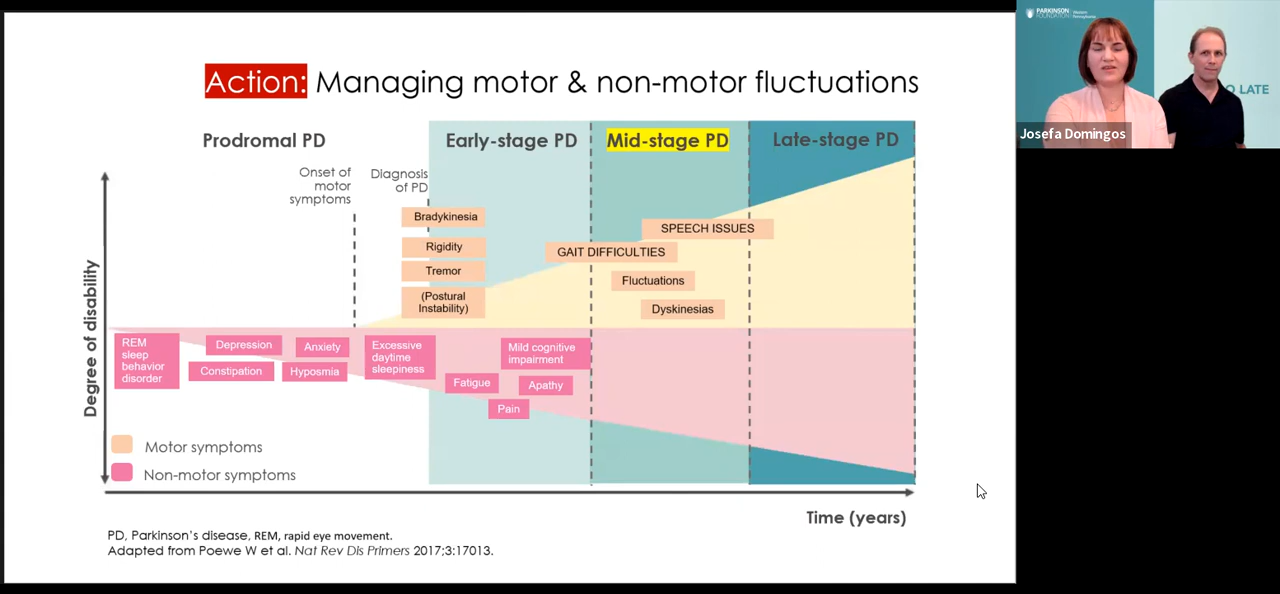 Action: Managing motor & non-motor fluctuations
Prodromal PD
Early-stage PD
Mid-stage PD
Late-stage PD
Onset of
motor
symptoms
Diagnosis
of PD
Bradykinesia
Rigidity
Tremor
(Postural
Instability)
SPEECH ISSUES
GAIT DIFFICULTIES
Fluctuations
Dyskinesias
Degree of disability
REM
sleep
behavior
disorder
Depression
Constipation
Anxiety
Hyposmia
Excessive
daytime
sleepiness
Mild cognitive
impairment
Fatigue
Apathy
Pain
Motor symptoms
Non-motor symptoms
Time (years)
PD, Parkinson's disease, REM, rapid eye movement.
Adapted from Poewe W et al. Nat Rev Dis Primers 2017;3:17013.
PARKINSON
FOUNDATION
Western
Pennsylvania
LATE
Josefa Domingos